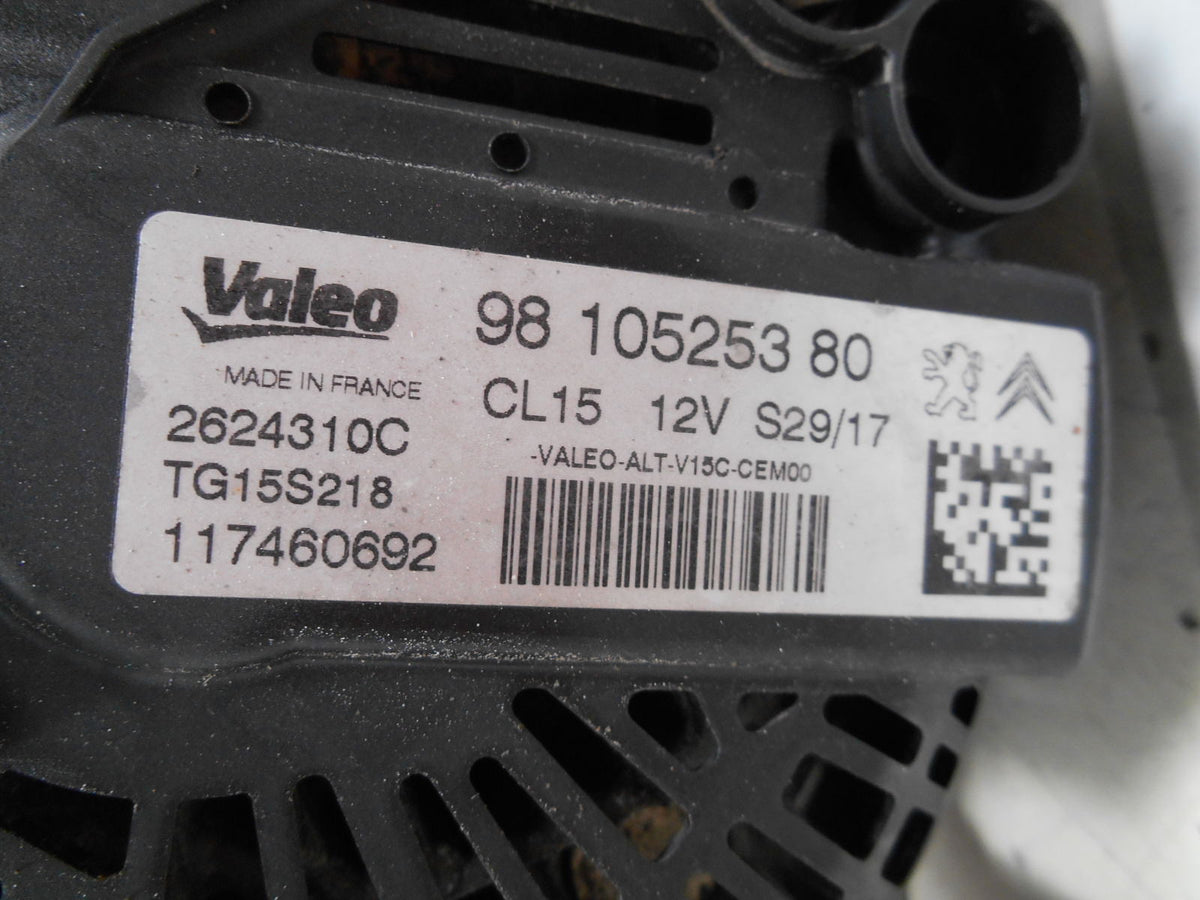 Valeo
MADE IN FRANCE
2624310C
TG15S218
117460692
98 105253 80
CL15 12V S29/17
-VALEO-ALT-V15C-CEM00